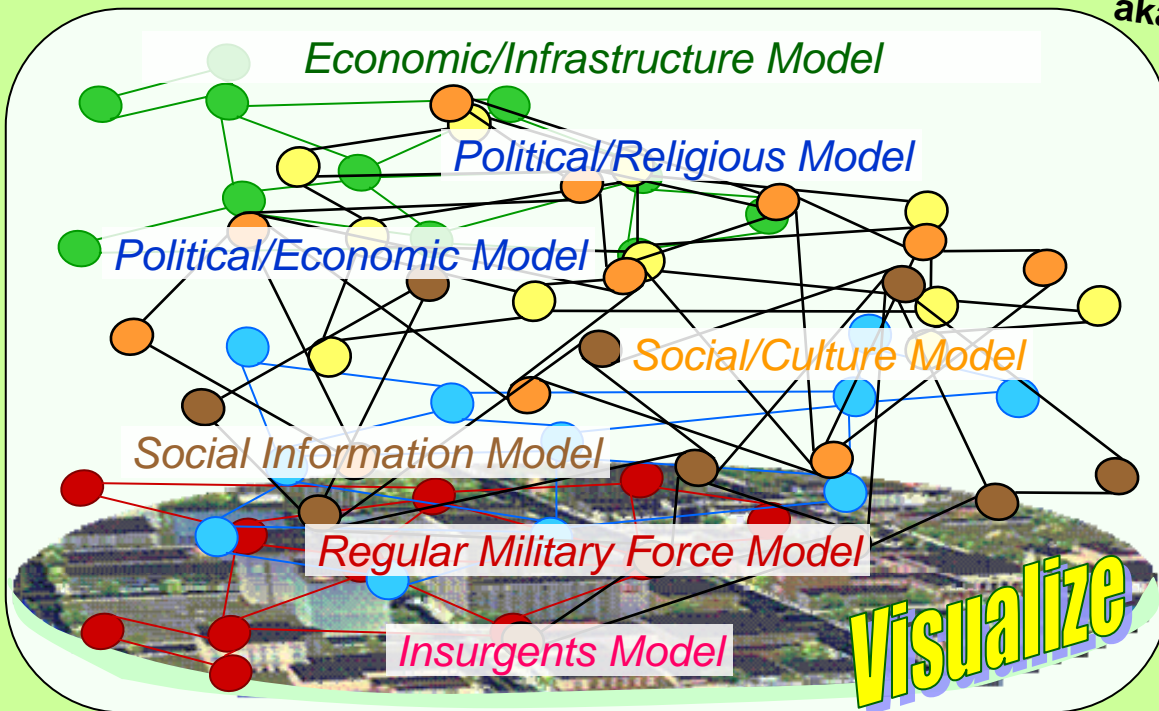 aka
Economic/Infrastructure Model
Political/Religious Model
Political/Economic Model
Social/Culture Model
Social Information Model
Regular Military Force Model
Insurgents Model
Visualize